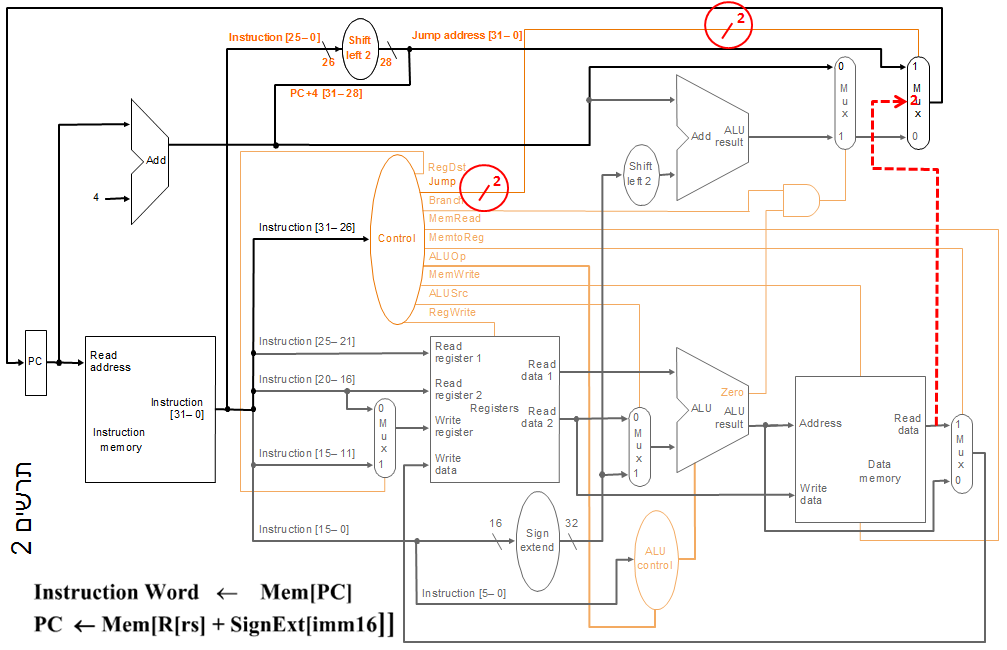 2
Instruction [25–0]
Shift
left 2
Jump address [31–0]
26
28
PC+4 [31–28]
0
M
u
x
1
1
M
2
u
x
0
Add
ALU
result
Add
4
Shift
left 2
RegDst
Jump
2
Branch
MemRead
MemtoReg
ALUOp
MemWrite
ALUSrc
RegWrite
Control
Instruction [31–26]
PC
Read
address
Instruction
[31–0]
Instruction
memory
Instruction [25–21]
Instruction [20–16]
Instruction [15–11]
0
M
u
x
1
Read
register 1
Read
register 2
Registers
Write
register
Write
data
Read
data 1
Read
data 2
0
M
u
x
1
Zero
ALU
ALU
result
Address
Read
data
Data
memory
Write
data
1
M
u
x
0
Instruction [15–0]
16
Sign
extend
32
ALU
control
Instruction [5–0]
תרשים 2
Instruction Word ← Mem[PC]
PC ← Mem[R[rs] + SignExt[imm16]]